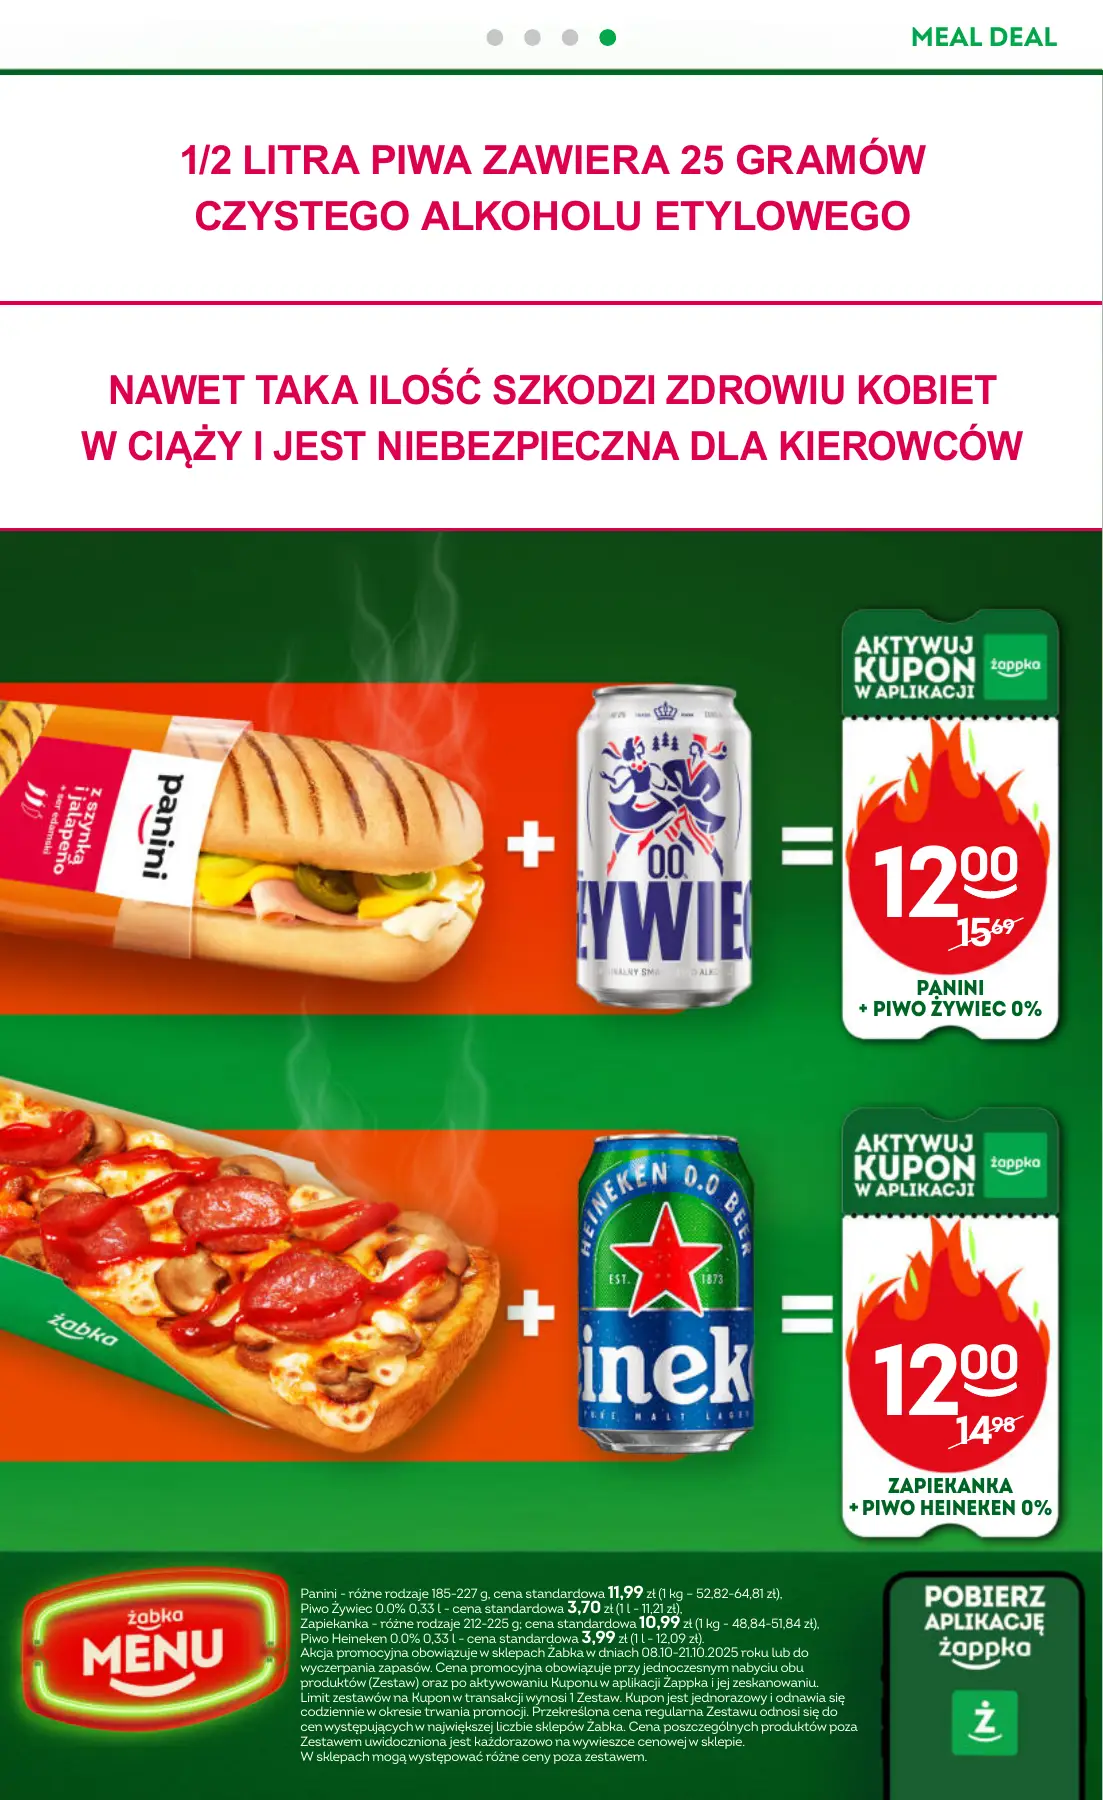 MEAL DEAL
1/2 LITRA PIWA ZAWIERA 25 GRAMÓW
CZYSTEGO ALKOHOLU ETYLOWEGO
NAWET TAKA ILOŚĆ SZKODZI ZDROWIU KOBIET
W CIĄŻY I JEST NIEBEZPIECZNA DLA KIEROWCÓW
panini
z szynką
i jalapeno
+ ser edamski
+
0.0%
ŻYWIEC
=
AKTYWUJ
KUPON
W APLIKACJI
żappka
12 00
15 69
PANINI
+ PIWO ŻYWIEC 0%
żabka
+
HEINEKEN 0.0 BEER
EST. 1873
ineke
PURE MALT LAGER
=
AKTYWUJ
KUPON
W APLIKACJI
żappka
12 00
14 98
ZAPIEKANKA
+ PIWO HEINEKEN 0%
żabka
MENU
Panini - różne rodzaje 185-227 g, cena standardowa 11,99 zł (1 kg – 52,82-64,81 zł),
Piwo Żywiec 0.0% 0,33 l - cena standardowa 3,70 zł (1 l - 11,21 zł),
Zapiekanka - różne rodzaje 212-225 g; cena standardowa 10,99 zł (1 kg - 48,84-51,84 zł),
Piwo Heineken 0.0% 0,33 l - cena standardowa 3,99 zł (1 l - 12,09 zł).
Akcja promocyjna obowiązuje w sklepach Żabka w dniach 08.10-21.10.2025 roku lub do
wyczerpania zapasów. Cena promocyjna obowiązuje przy jednoczesnym nabyciu obu
produktów (Zestaw) oraz po aktywowaniu Kuponu w aplikacji Żappka i jej zeskanowaniu.
Limit zestawów na Kupon w transakcji wynosi 1 Zestaw. Kupon jest jednorazowy i odnawia się
codziennie w okresie trwania promocji. Przekreślona cena regularna Zestawu odnosi się do
cen występujących w największej liczbie sklepów Żabka. Cena poszczególnych produktów poza
Zestawem uwidoczniona jest każdorazowo na wywieszce cenowej w sklepie.
W sklepach mogą występować różne ceny poza zestawem.
POBIERZ
APLIKACJĘ
żappka
Ż